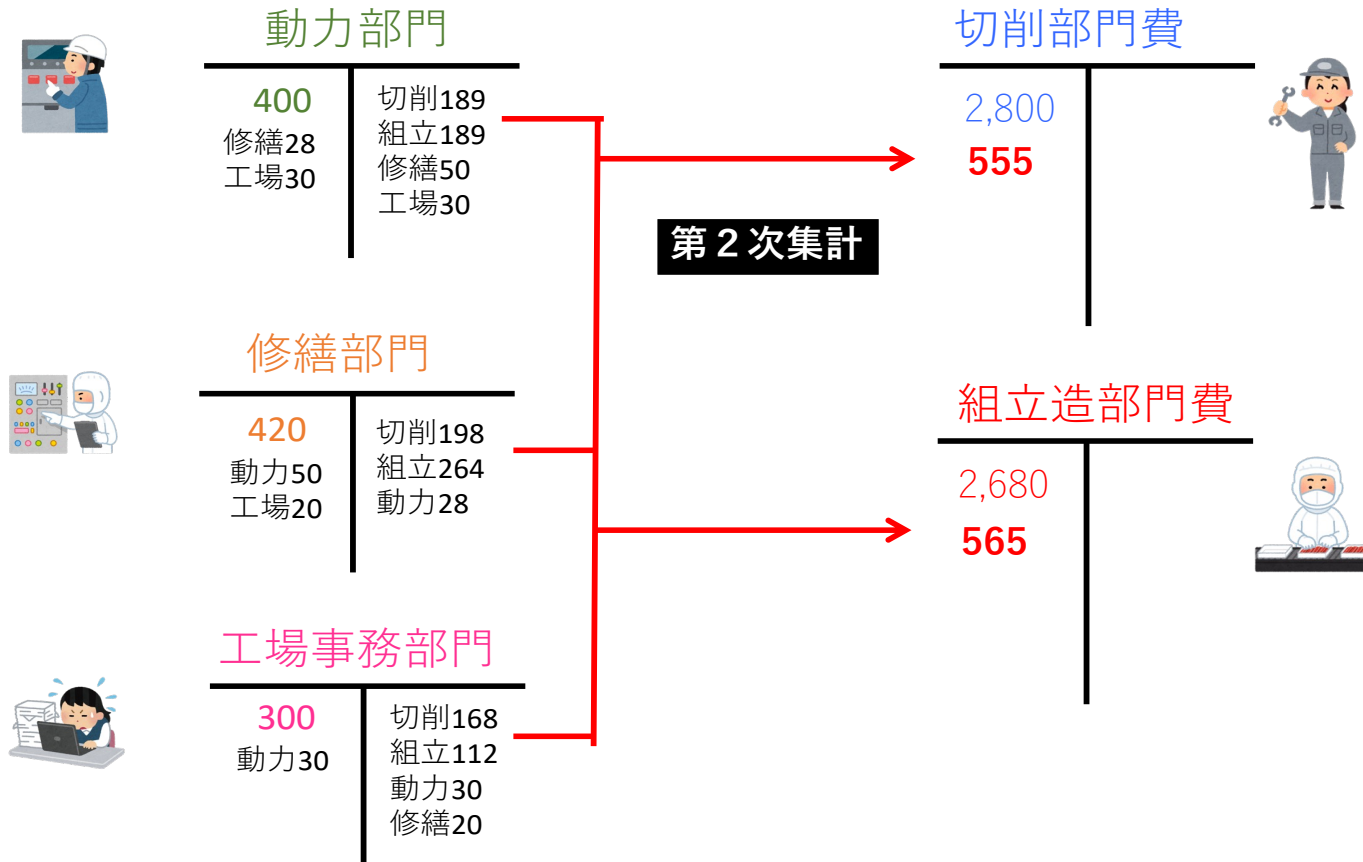 動力部門
400
修繕28
工場30
切削189
組立189
修繕50
工場30
修繕部門
420
動力50
工場20
切削198
組立264
動力28
工場事務部門
300
動力30
切削168
組立112
動力30
修繕20
第２次集計
切削部門費
2,800
555
組立造部門費
2,680
565